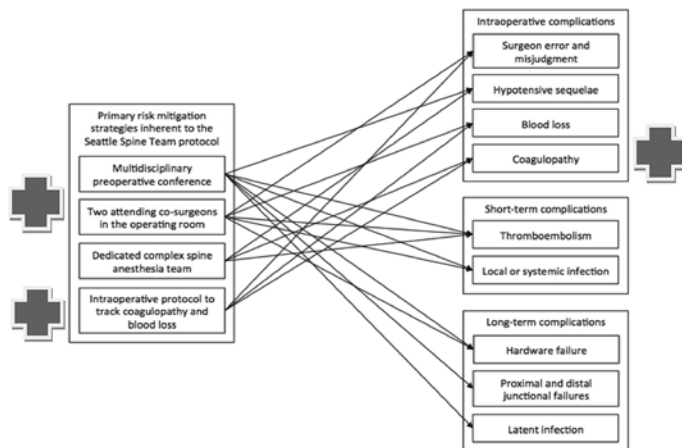 Primary risk mitigation
strategies inherent to the
Seattle Spine Team protocol
Multidisciplinary
preoperative conference
Two attending co-surgeons
in the operating room
Dedicated complex spine
anesthesia team
Intraoperative protocol to
track coagulopathy and
blood loss
Intraoperative complications
Surgeon error and
misjudgment
Hypotensive sequelae
Blood loss
Coagulopathy
Short-term complications
Thromboembolism
Local or systemic infection
Long-term complications
Hardware failure
Proximal and distal
junctional failures
Latent infection